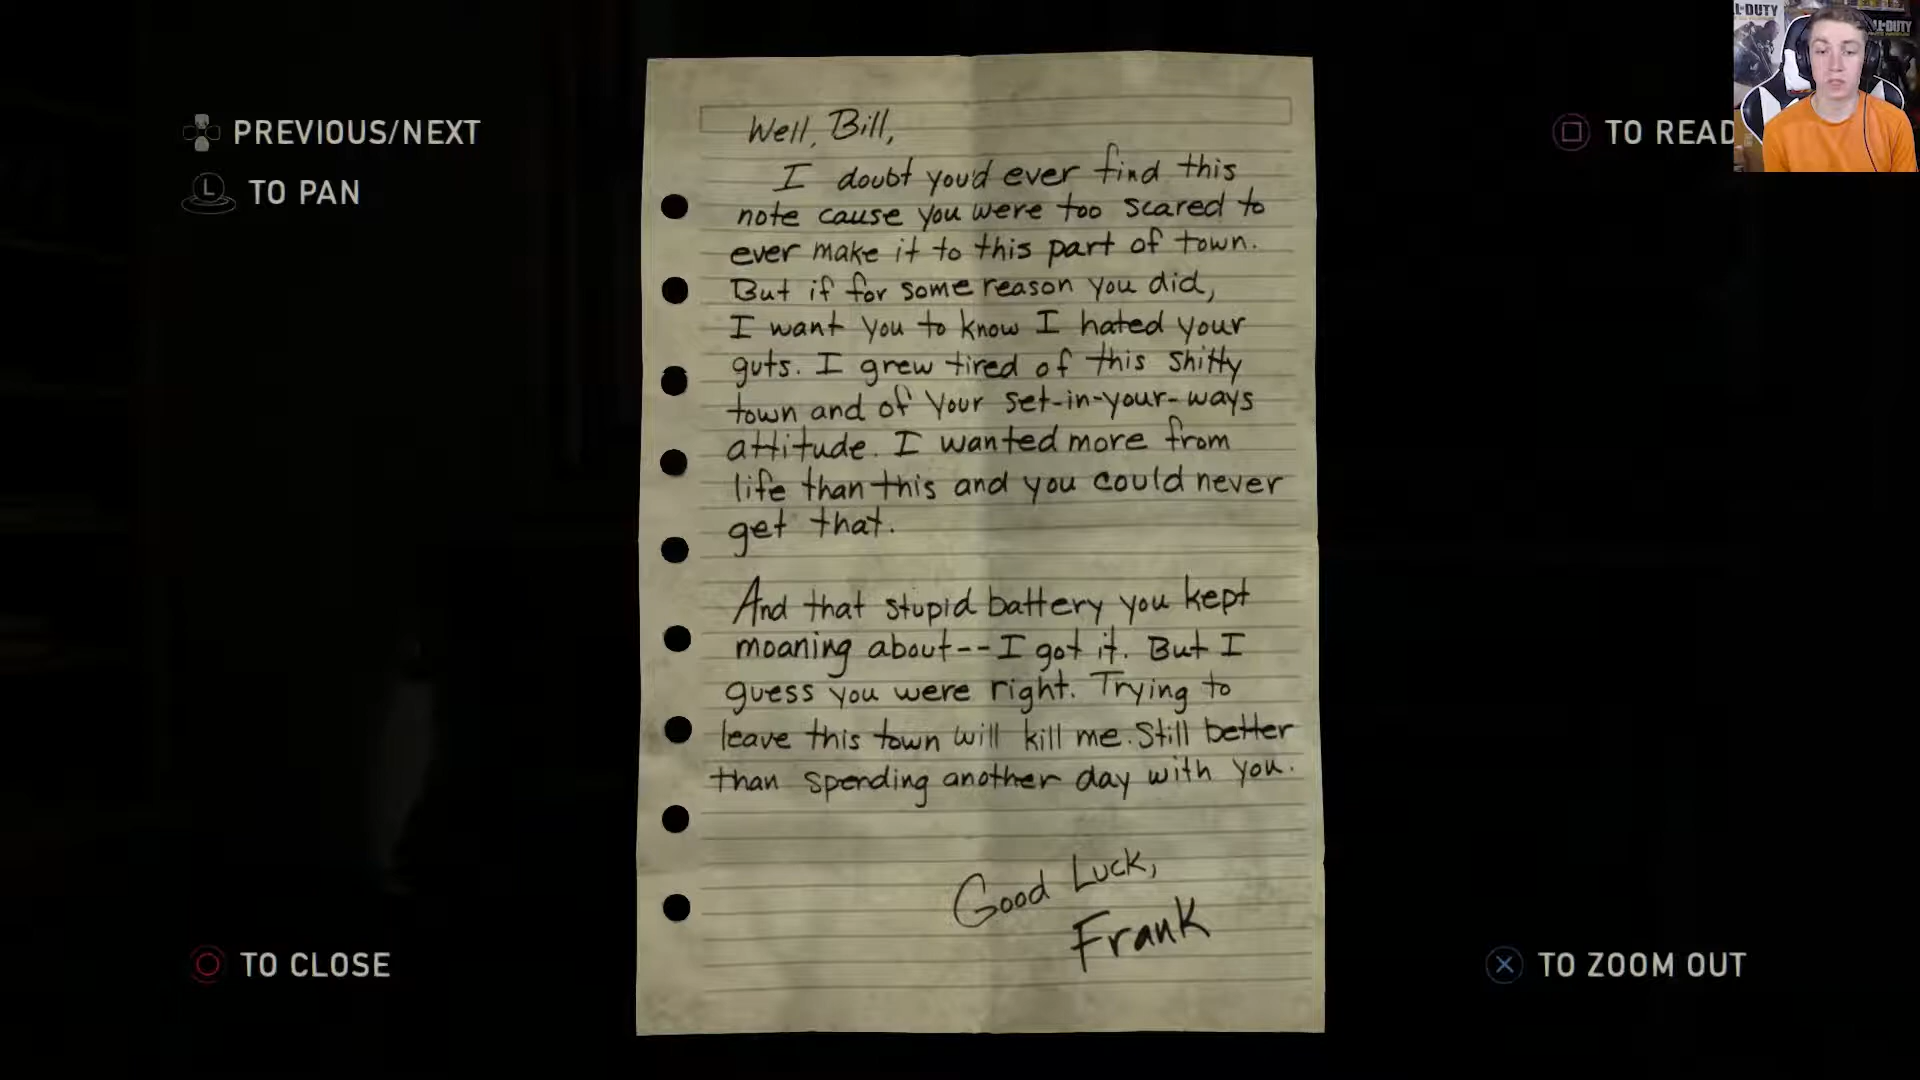 PREVIOUS/NEXT
L
TO PAN
TO READ
Well, Bill,
I doubt you'd ever find this
note cause you were too scared to
ever make it to this part of town.
But if for some reason you did,
I want you to know I hated your
guts. I grew tired of this shitty
town and of your set-in-your-ways
attitude. I wanted more from
life than this and you could never
get that.
And that stupid battery you kept
moaning about--I got it. But I
guess you were right. Trying to
leave this town will kill me. Still better
than spending another day with you.
Good Luck,
Frank
TO CLOSE
TO ZOOM OUT
LL·DUTY
ALL·DUTY